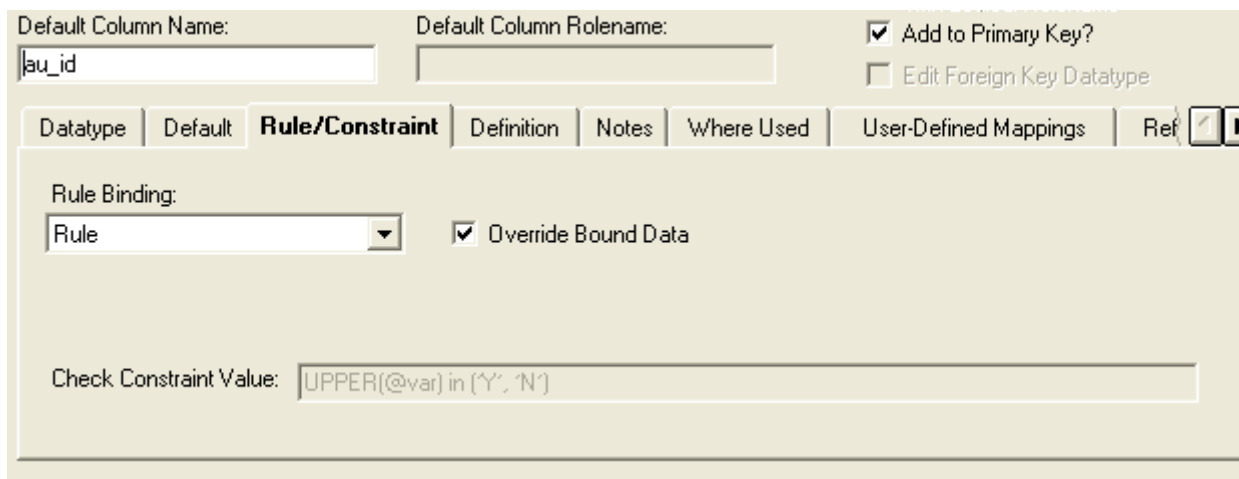 Default Column Name: Default Column Rolename:
Add to Primary Key?
au_id
Edit Foreign Key Datatype
Datatype Default Rule/Constraint Definition Notes Where Used User-Defined Mappings Ref
Rule Binding:
Rule Override Bound Data
Check Constraint Value: UPPER(@var) in ('Y', 'N')